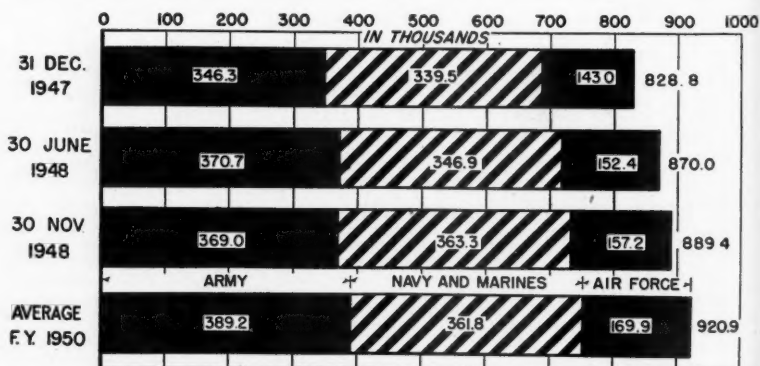 0 100 200 300 400 500 600 700 800 900 1000
IN THOUSANDS
31 DEC.
1947
346.3 339.5 143.0 828.8
30 JUNE
1948
370.7 346.9 152.4 870.0
30 NOV.
1948
369.0 363.3 157.2 889.4
ARMY NAVY AND MARINES AIR FORCE
AVERAGE
F.Y. 1950
389.2 361.8 169.9 920.9